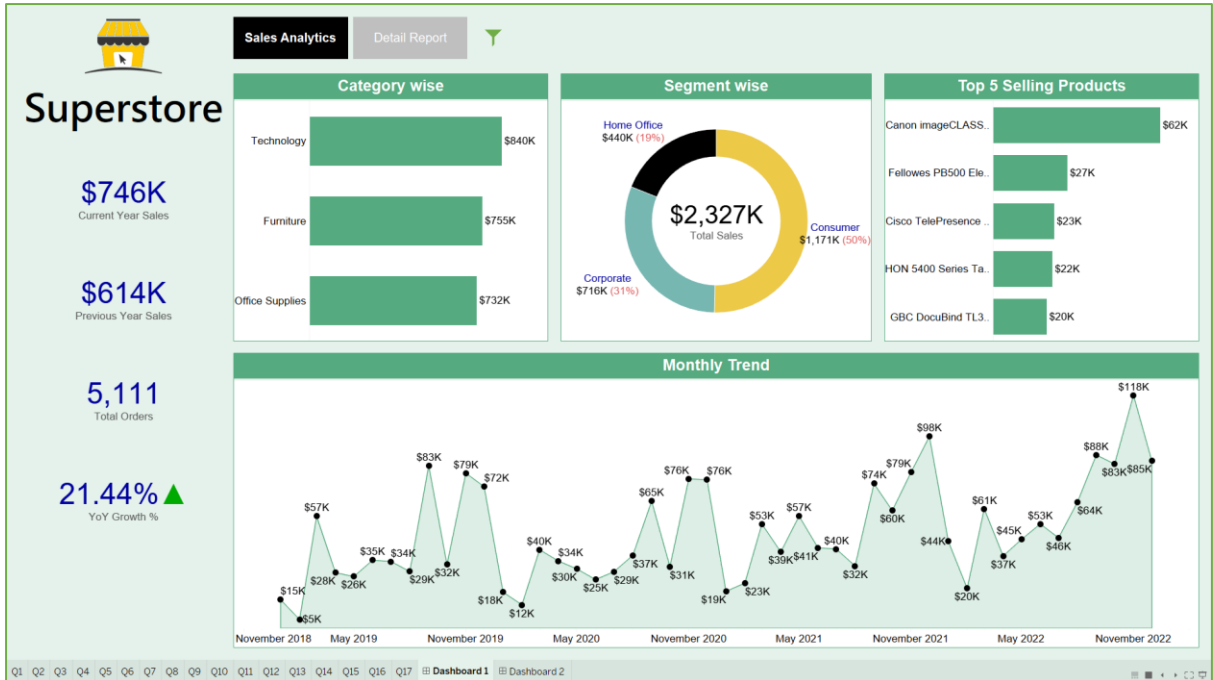 Superstore
$746K
Current Year Sales
$614K
Previous Year Sales
5,111
Total Orders
21.44%
YoY Growth %
Sales Analytics
Detail Report
Category wise
Technology
$840K
Furniture
$755K
Office Supplies
$732K
Segment wise
Home Office
$440K (19%)
$2,327K
Total Sales
Consumer
$1,171K (50%)
Corporate
$716K (31%)
Top 5 Selling Products
Canon imageCLASS..
$62K
Fellowes PB500 Ele..
$27K
Cisco TelePresence ..
$23K
HON 5400 Series Ta..
$22K
GBC DocuBind TL3..
$20K
Monthly Trend
$15K
$5K
$57K
$28K
$26K
$35K
$34K
$29K
$83K
$32K
$79K
$72K
$18K
$12K
$40K
$30K
$34K
$25K
$29K
$37K
$65K
$31K
$76K
$76K
$19K
$23K
$53K
$39K
$57K
$41K
$40K
$32K
$74K
$60K
$79K
$98K
$44K
$20K
$61K
$37K
$45K
$53K
$46K
$64K
$88K
$83K
$118K
$85K
November 2018
May 2019
November 2019
May 2020
November 2020
May 2021
November 2021
May 2022
November 2022
Q1 Q2 Q3 Q4 Q5 Q6 Q7 Q8 Q9 Q10 Q11 Q12 Q13 Q14 Q15 Q16 Q17 Dashboard 1 Dashboard 2